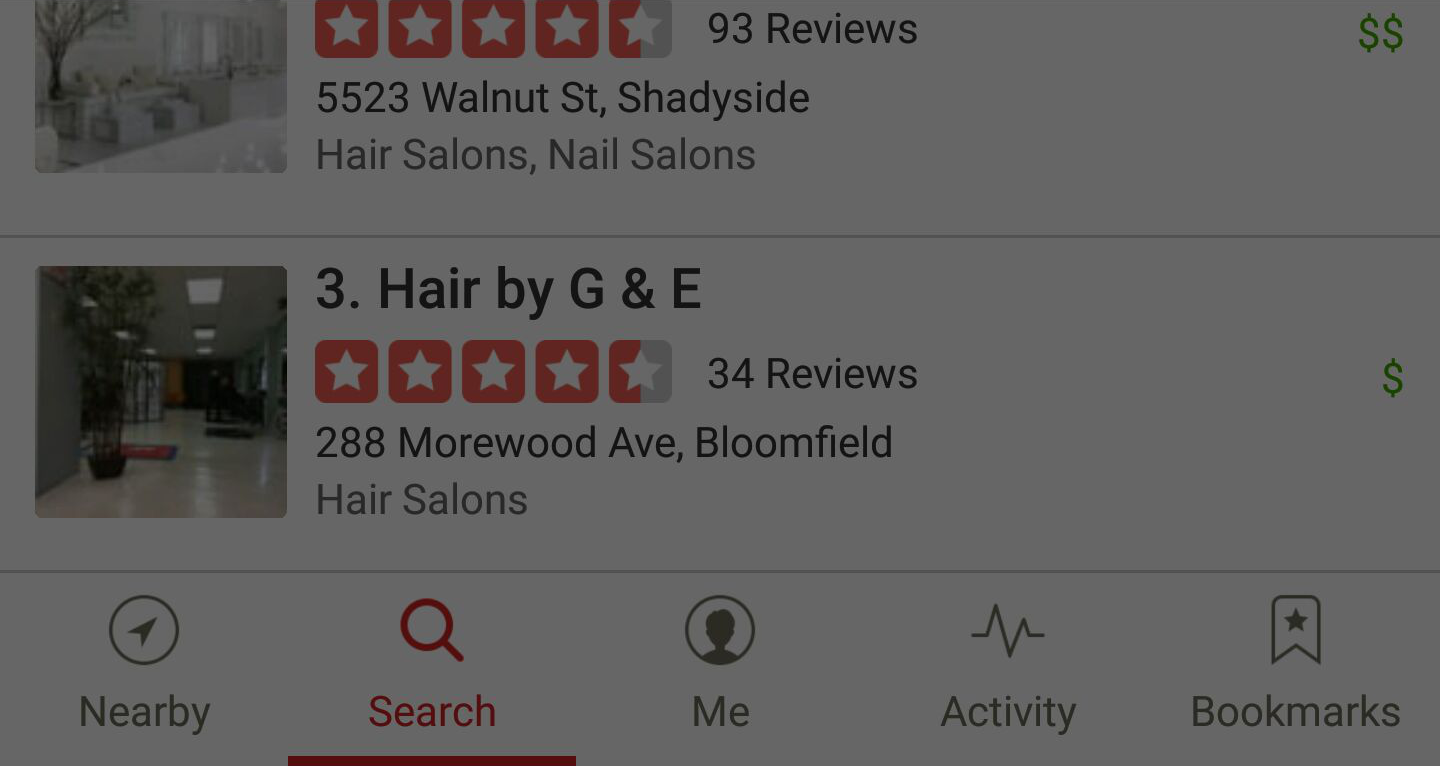 93 Reviews $$
5523 Walnut St, Shadyside
Hair Salons, Nail Salons
3. Hair by G & E
34 Reviews $
288 Morewood Ave, Bloomfield
Hair Salons
Nearby Search Me Activity Bookmarks